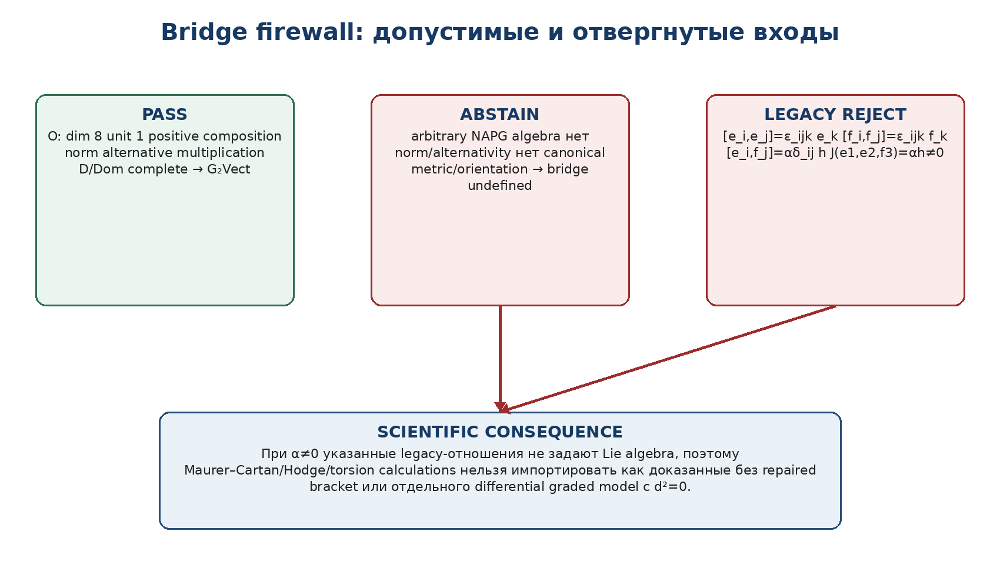 Bridge firewall: допустимые и отвергнутые входы
PASS
O: dim 8 unit 1 positive composition
norm alternative multiplication
D/Dom complete → G₂Vect
ABSTAIN
arbitrary NAPG algebra нет
norm/alternativity нет canonical
metric/orientation → bridge
undefined
LEGACY REJECT
[e_i,e_j]=ε_ijk e_k [f_i,f_j]=ε_ijk f_k
[e_i,f_j]=αδ_ij h J(e1,e2,f3)=αh≠0
SCIENTIFIC CONSEQUENCE
При α≠0 указанные legacy-отношения не задают Lie algebra, поэтому
Maurer–Cartan/Hodge/torsion calculations нельзя импортировать как доказанные без repaired
bracket или отдельного differential graded model с d²=0.